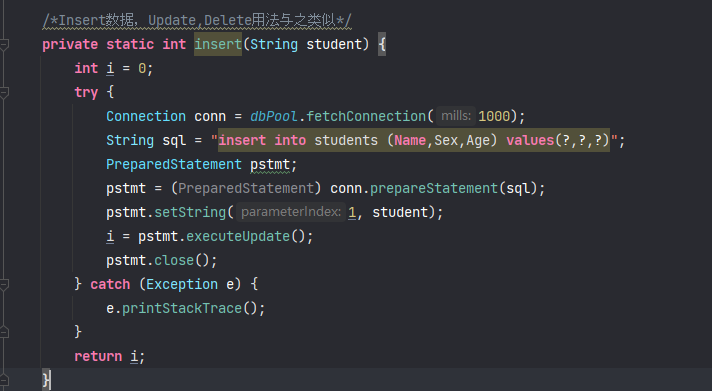 /*Insert数据，Update,Delete用法与之类似*/
private static int insert(String student) {
int i = 0;
try {
Connection conn = dbPool.fetchConnection( mills: 1000);
String sql = "insert into students (Name,Sex,Age) values(?,?,?)";
PreparedStatement pstmt;
pstmt = (PreparedStatement) conn.prepareStatement(sql);
pstmt.setString( parameterIndex: 1, student);
i = pstmt.executeUpdate();
pstmt.close();
} catch (Exception e) {
e.printStackTrace();
}
return i;
}